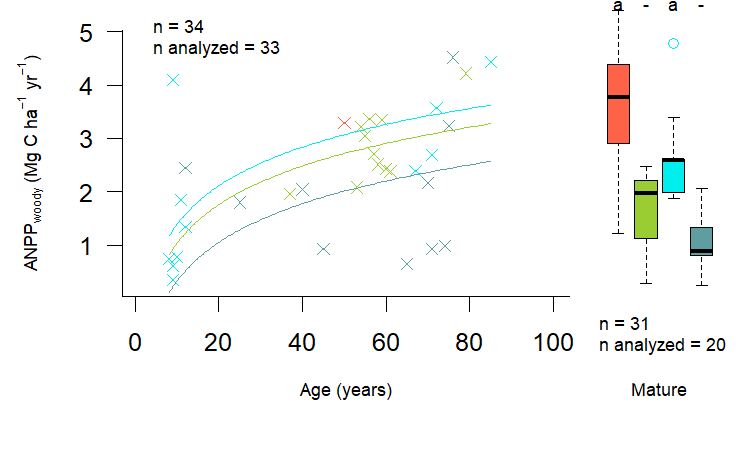 a - a -
n = 34
n analyzed = 33
5
4
3
2
1
ANPPwoody (Mg C ha−1 yr−1)
0 20 40 60 80 100
Age (years)
n = 31
n analyzed = 20
Mature